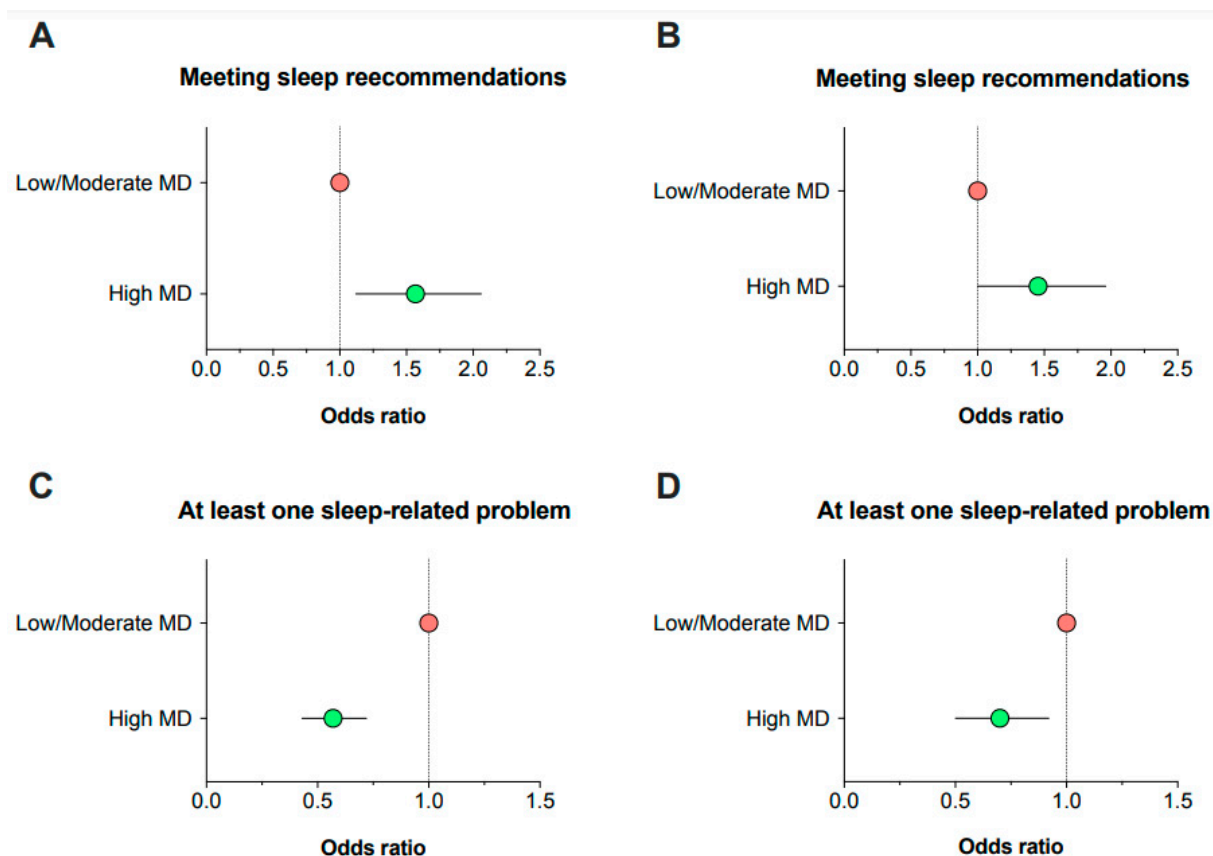 A
Meeting sleep reecommendations
Low/Moderate MD
High MD
0.0 0.5 1.0 1.5 2.0 2.5
Odds ratio
B
Meeting sleep recommendations
Low/Moderate MD
High MD
0.0 0.5 1.0 1.5 2.0 2.5
Odds ratio
C
At least one sleep-related problem
Low/Moderate MD
High MD
0.0 0.5 1.0 1.5
Odds ratio
D
At least one sleep-related problem
Low/Moderate MD
High MD
0.0 0.5 1.0 1.5
Odds ratio